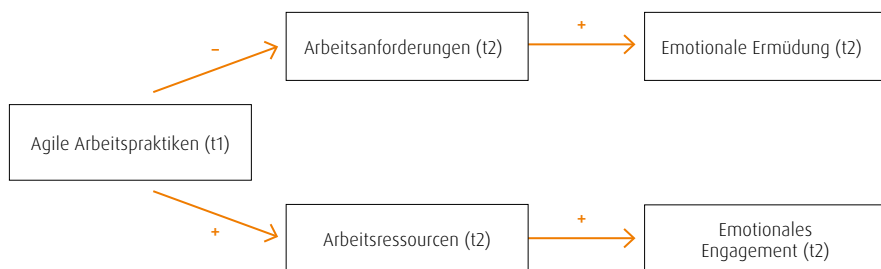 Arbeitsanforderungen (t2)
+
Emotionale Ermüdung (t2)
–
Agile Arbeitspraktiken (t1)
+
Arbeitsressourcen (t2)
+
Emotionales
Engagement (t2)